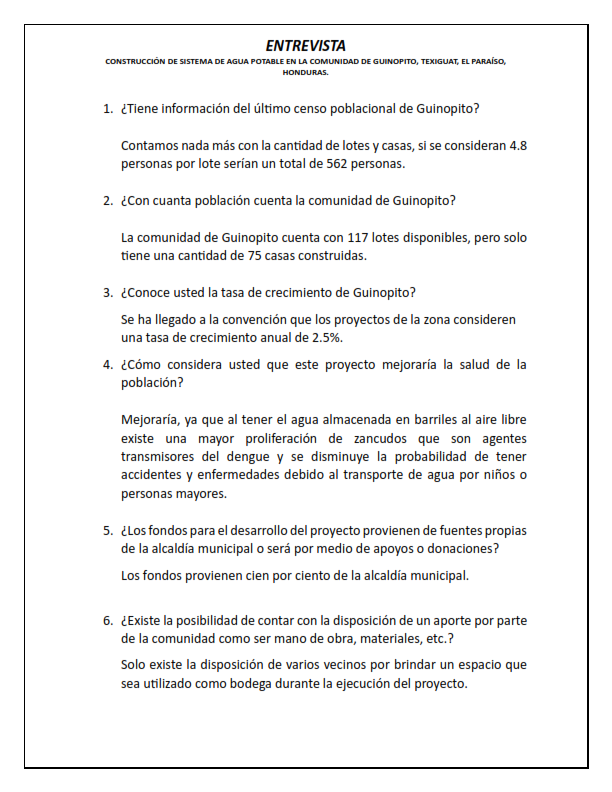 ENTREVISTA
CONSTRUCCIÓN DE SISTEMA DE AGUA POTABLE EN LA COMUNIDAD DE GUINOPITO, TEXIGUAT, EL PARAÍSO,
HONDURAS.
1. ¿Tiene información del último censo poblacional de Guinopito?
Contamos nada más con la cantidad de lotes y casas, si se consideran 4.8
personas por lote serían un total de 562 personas.
2. ¿Con cuanta población cuenta la comunidad de Guinopito?
La comunidad de Guinopito cuenta con 117 lotes disponibles, pero solo
tiene una cantidad de 75 casas construidas.
3. ¿Conoce usted la tasa de crecimiento de Guinopito?
Se ha llegado a la convención que los proyectos de la zona consideren
una tasa de crecimiento anual de 2.5%.
4. ¿Cómo considera usted que este proyecto mejoraría la salud de la
población?
Mejoraría, ya que al tener el agua almacenada en barriles al aire libre
existe una mayor proliferación de zancudos que son agentes
transmisores del dengue y se disminuye la probabilidad de tener
accidentes y enfermedades debido al transporte de agua por niños o
personas mayores.
5. ¿Los fondos para el desarrollo del proyecto provienen de fuentes propias
de la alcaldía municipal o será por medio de apoyos o donaciones?
Los fondos provienen cien por ciento de la alcaldía municipal.
6. ¿Existe la posibilidad de contar con la disposición de un aporte por parte
de la comunidad como ser mano de obra, materiales, etc.?
Solo existe la disposición de varios vecinos por brindar un espacio que
sea utilizado como bodega durante la ejecución del proyecto.